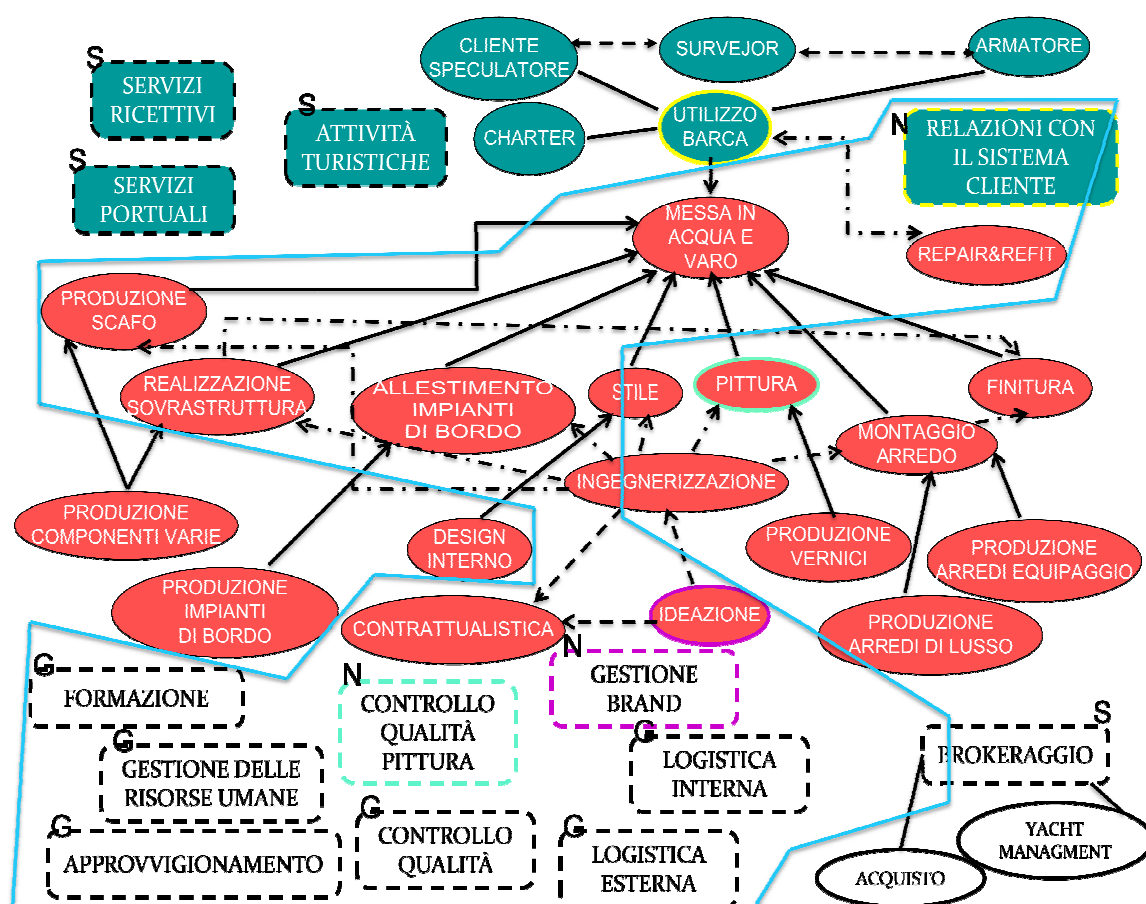 CLIENTE
SPECULATORE
SURVEJOR
ARMATORE
S
SERVIZI
RICETTIVI
S
ATTIVITÀ
TURISTICHE
CHARTER
UTILIZZO
BARCA
N
RELAZIONI CON
IL SISTEMA
CLIENTE
S
SERVIZI
PORTUALI
MESSA IN
ACQUA E
VARO
REPAIR&REFIT
PRODUZIONE
SCAFO
REALIZZAZIONE
SOVRASTRUTTURA
ALLESTIMENTO
IMPIANTI
DI BORDO
STILE
PITTURA
FINITURA
MONTAGGIO
ARREDO
INGEGNERIZZAZIONE
PRODUZIONE
COMPONENTI VARIE
DESIGN
INTERNO
PRODUZIONE
VERNICI
PRODUZIONE
ARREDI EQUIPAGGIO
PRODUZIONE
IMPIANTI
DI BORDO
CONTRATTUALISTICA
IDEAZIONE
PRODUZIONE
ARREDI DI LUSSO
G
FORMAZIONE
N
CONTROLLO
QUALITÀ
PITTURA
N
GESTIONE
BRAND
G
GESTIONE DELLE
RISORSE UMANE
G
LOGISTICA
INTERNA
S
BROKERAGGIO
G
APPROVVIGIONAMENTO
G
CONTROLLO
QUALITÀ
G
LOGISTICA
ESTERNA
YACHT
MANAGMENT
ACQUISTO